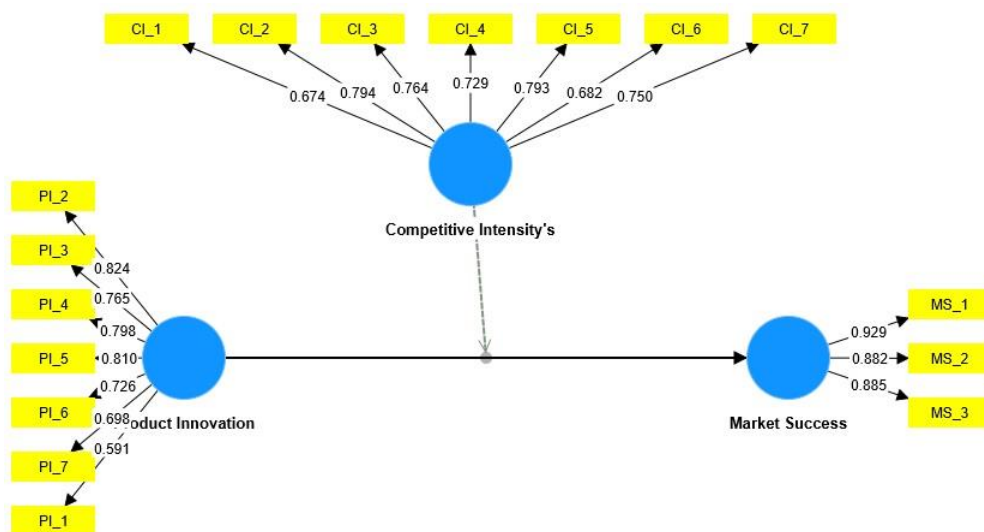 CI_1 CI_2 CI_3 CI_4 CI_5 CI_6 CI_7
0.674 0.794 0.764 0.729 0.793 0.682 0.750
Competitive Intensity's
PI_2
0.824
PI_3
0.765
PI_4
0.798
PI_5
0.810
0.726
PI_6
0.698
roduct Innovation
0.591
PI_7
PI_1
MS_1
0.929
0.882
MS_2
0.885
MS_3
Market Success